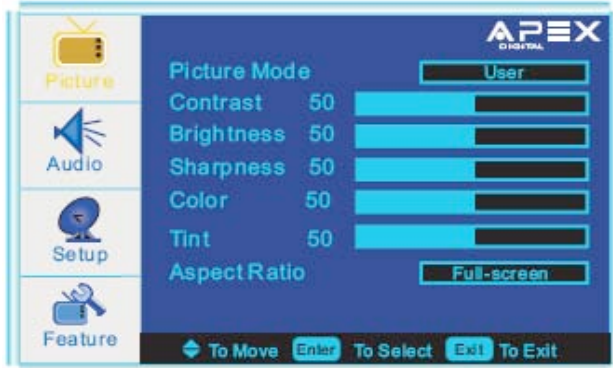 APEX
DIGITAL
Picture
Audio
Setup
Feature
Picture Mode User
Contrast 50
Brightness 50
Sharpness 50
Color 50
Tint 50
Aspect Ratio Full-screen
To Move Enter To Select Exit To Exit